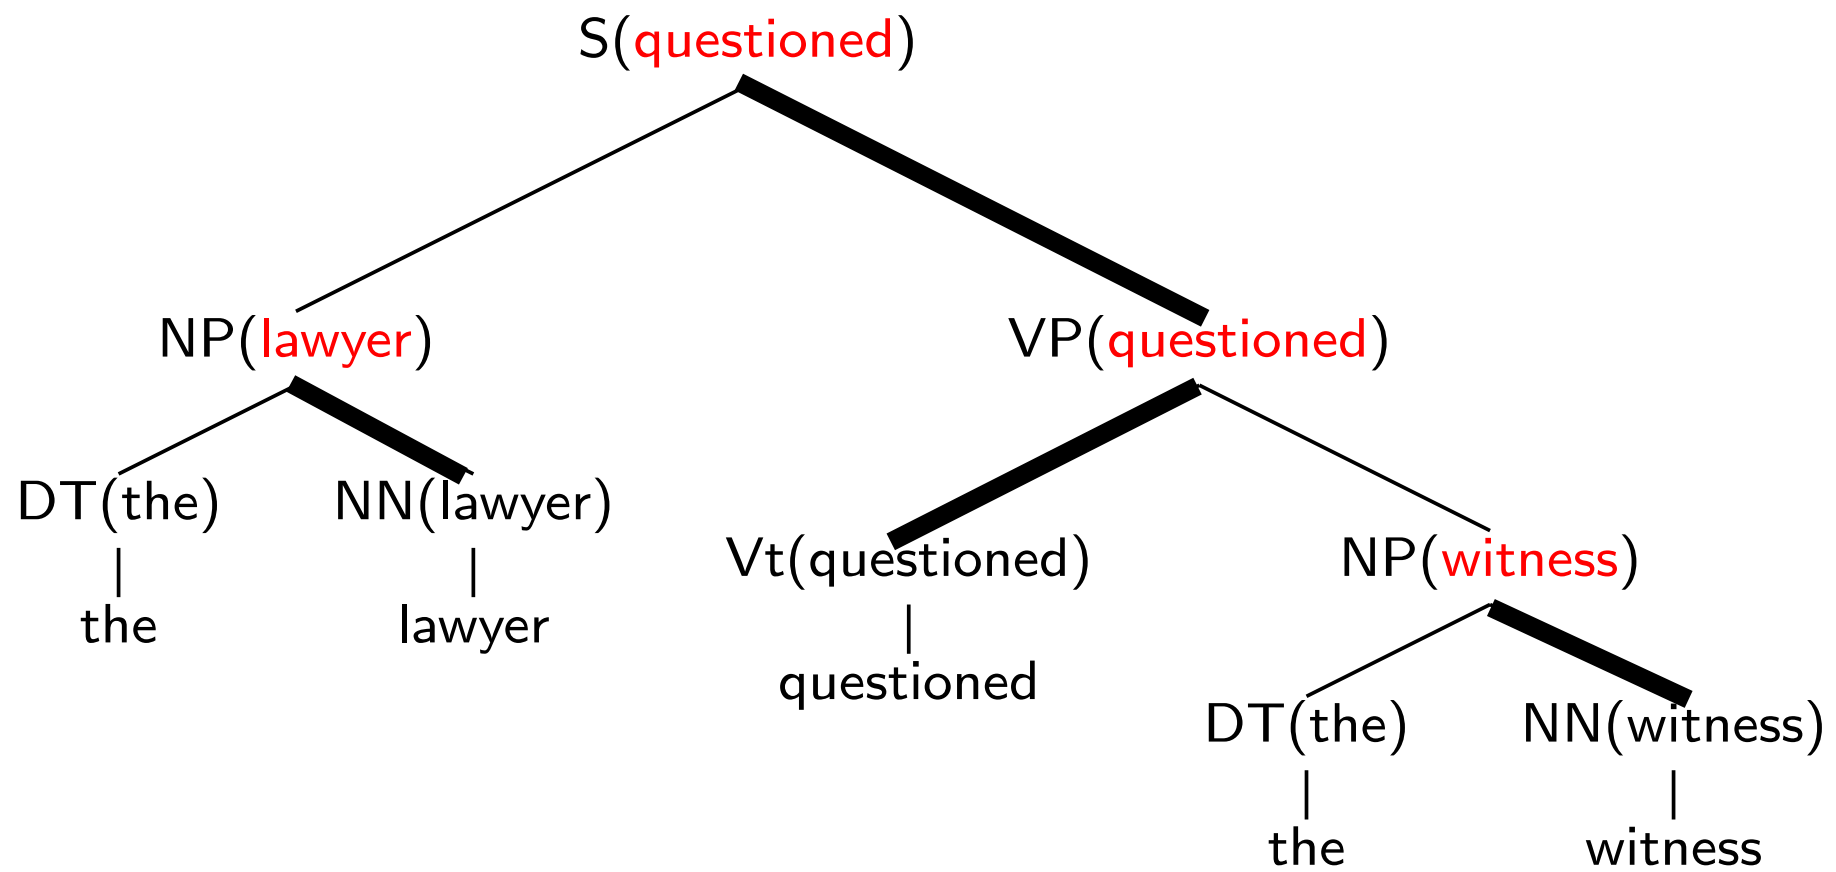 S(questioned)
NP(lawyer) VP(questioned)
DT(the) NN(lawyer)
Vt(questioned) NP(witness)
the lawyer
questioned
DT(the) NN(witness)
the witness